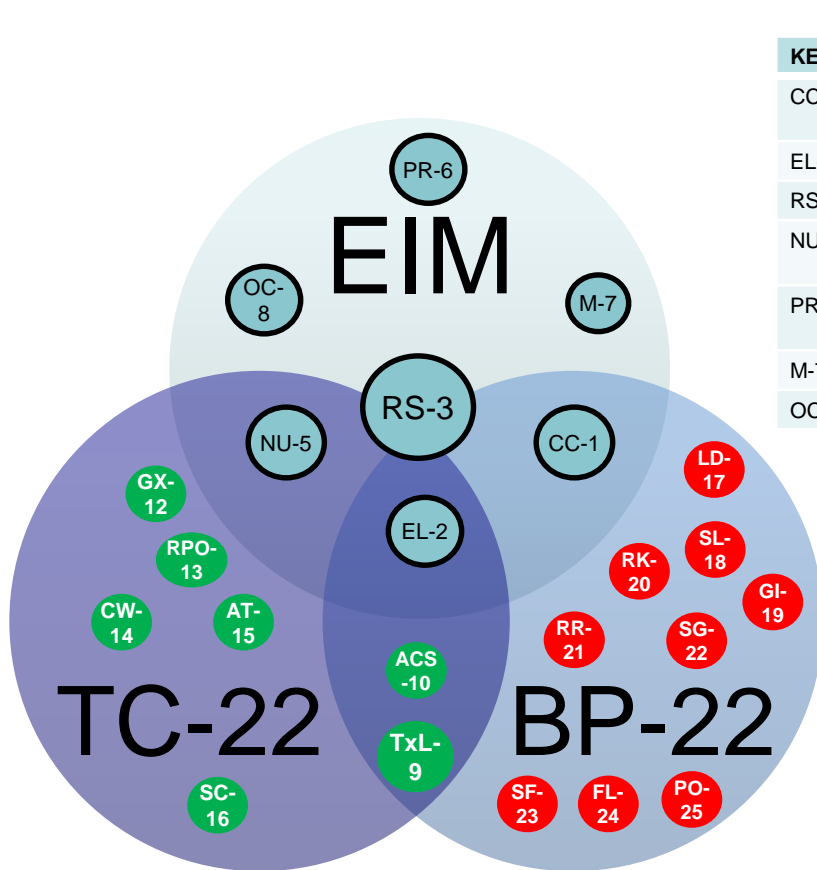 KE
CC
EL
RS
NU
PR
M-7
OC
PR-6
EIM
OC-
8
M-7
RS-3
NU-5
CC-1
EL-2
GX-
12
RPO-
13
CW-
14
AT-
15
LD-
17
SL-
18
RK-
20
GI-
19
RR-
21
SG-
22
ACS
-10
TC-22
BP-22
TxL-
9
SC-
16
SF-
23
FL-
24
PO-
25